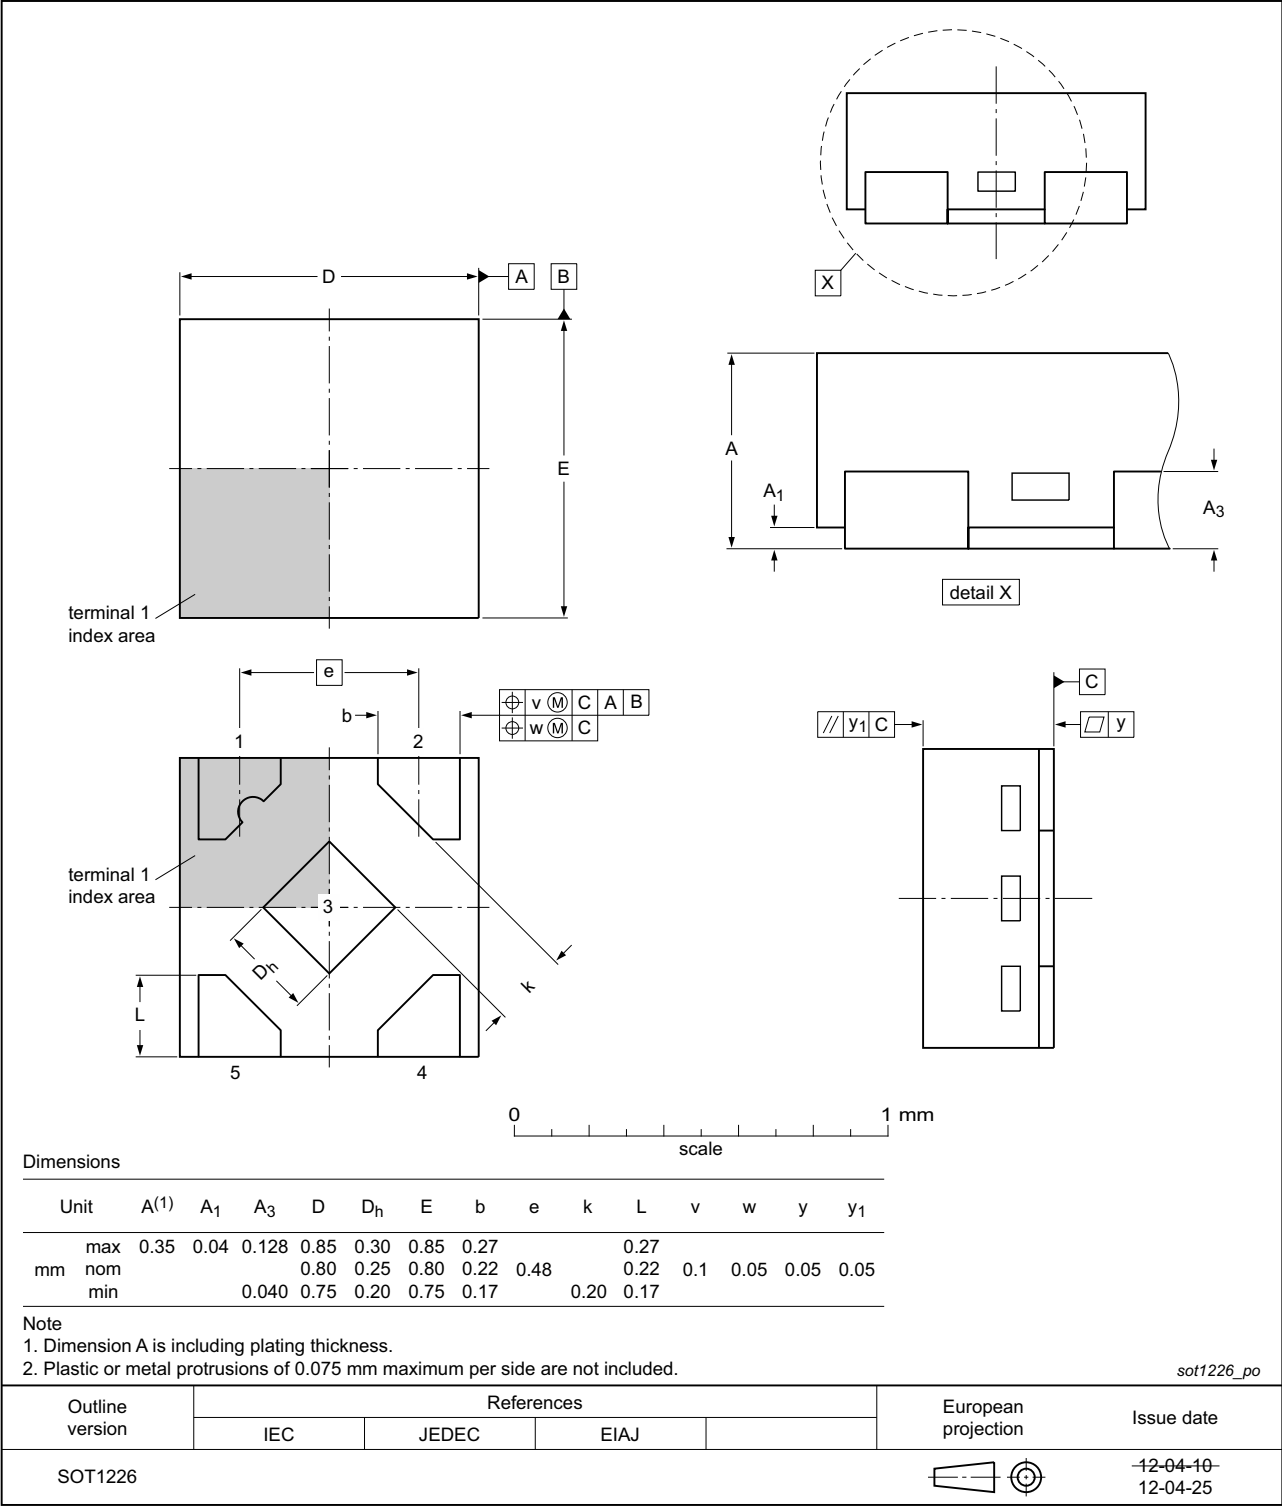 X
D A B
A
E
A1
A3
detail X
terminal 1
index area
e
C
v M C A B
b
w M C
// y1 C
y
1 2
terminal 1
index area
3
Dh
k
L
5 4
0 1 mm
scale
Dimensions
Unit A(1) A1 A3 D Dh E b e k L v w y y1
max 0.35 0.04 0.128 0.85 0.30 0.85 0.27 0.27
mm nom 0.80 0.25 0.80 0.22 0.48 0.22 0.1 0.05 0.05 0.05
min 0.040 0.75 0.20 0.75 0.17 0.20 0.17
Note
1. Dimension A is including plating thickness.
2. Plastic or metal protrusions of 0.075 mm maximum per side are not included.
sot1226_po
Outline
version
References
IEC JEDEC EIAJ
European
projection
Issue date
SOT1226
12-04-10
12-04-25